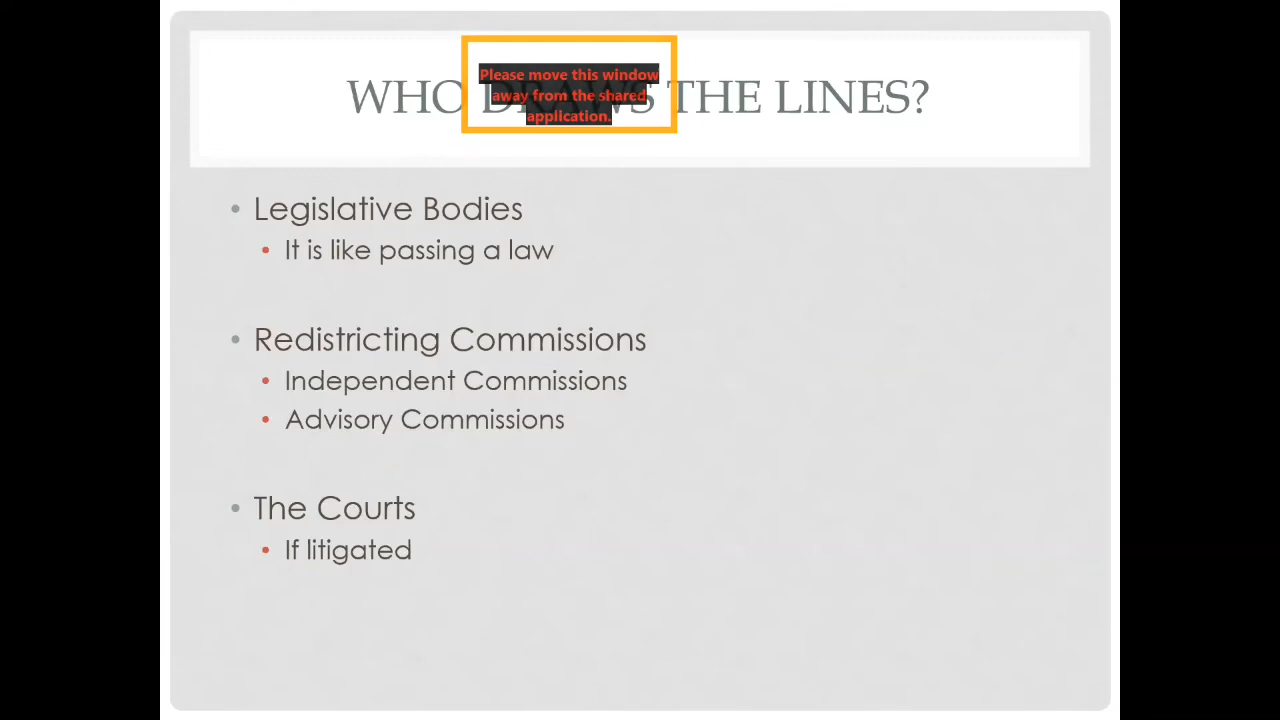 WHO DRAWS THE LINES?
Please move this window
away from the shared
application.
• Legislative Bodies
• It is like passing a law
• Redistricting Commissions
• Independent Commissions
• Advisory Commissions
• The Courts
• If litigated